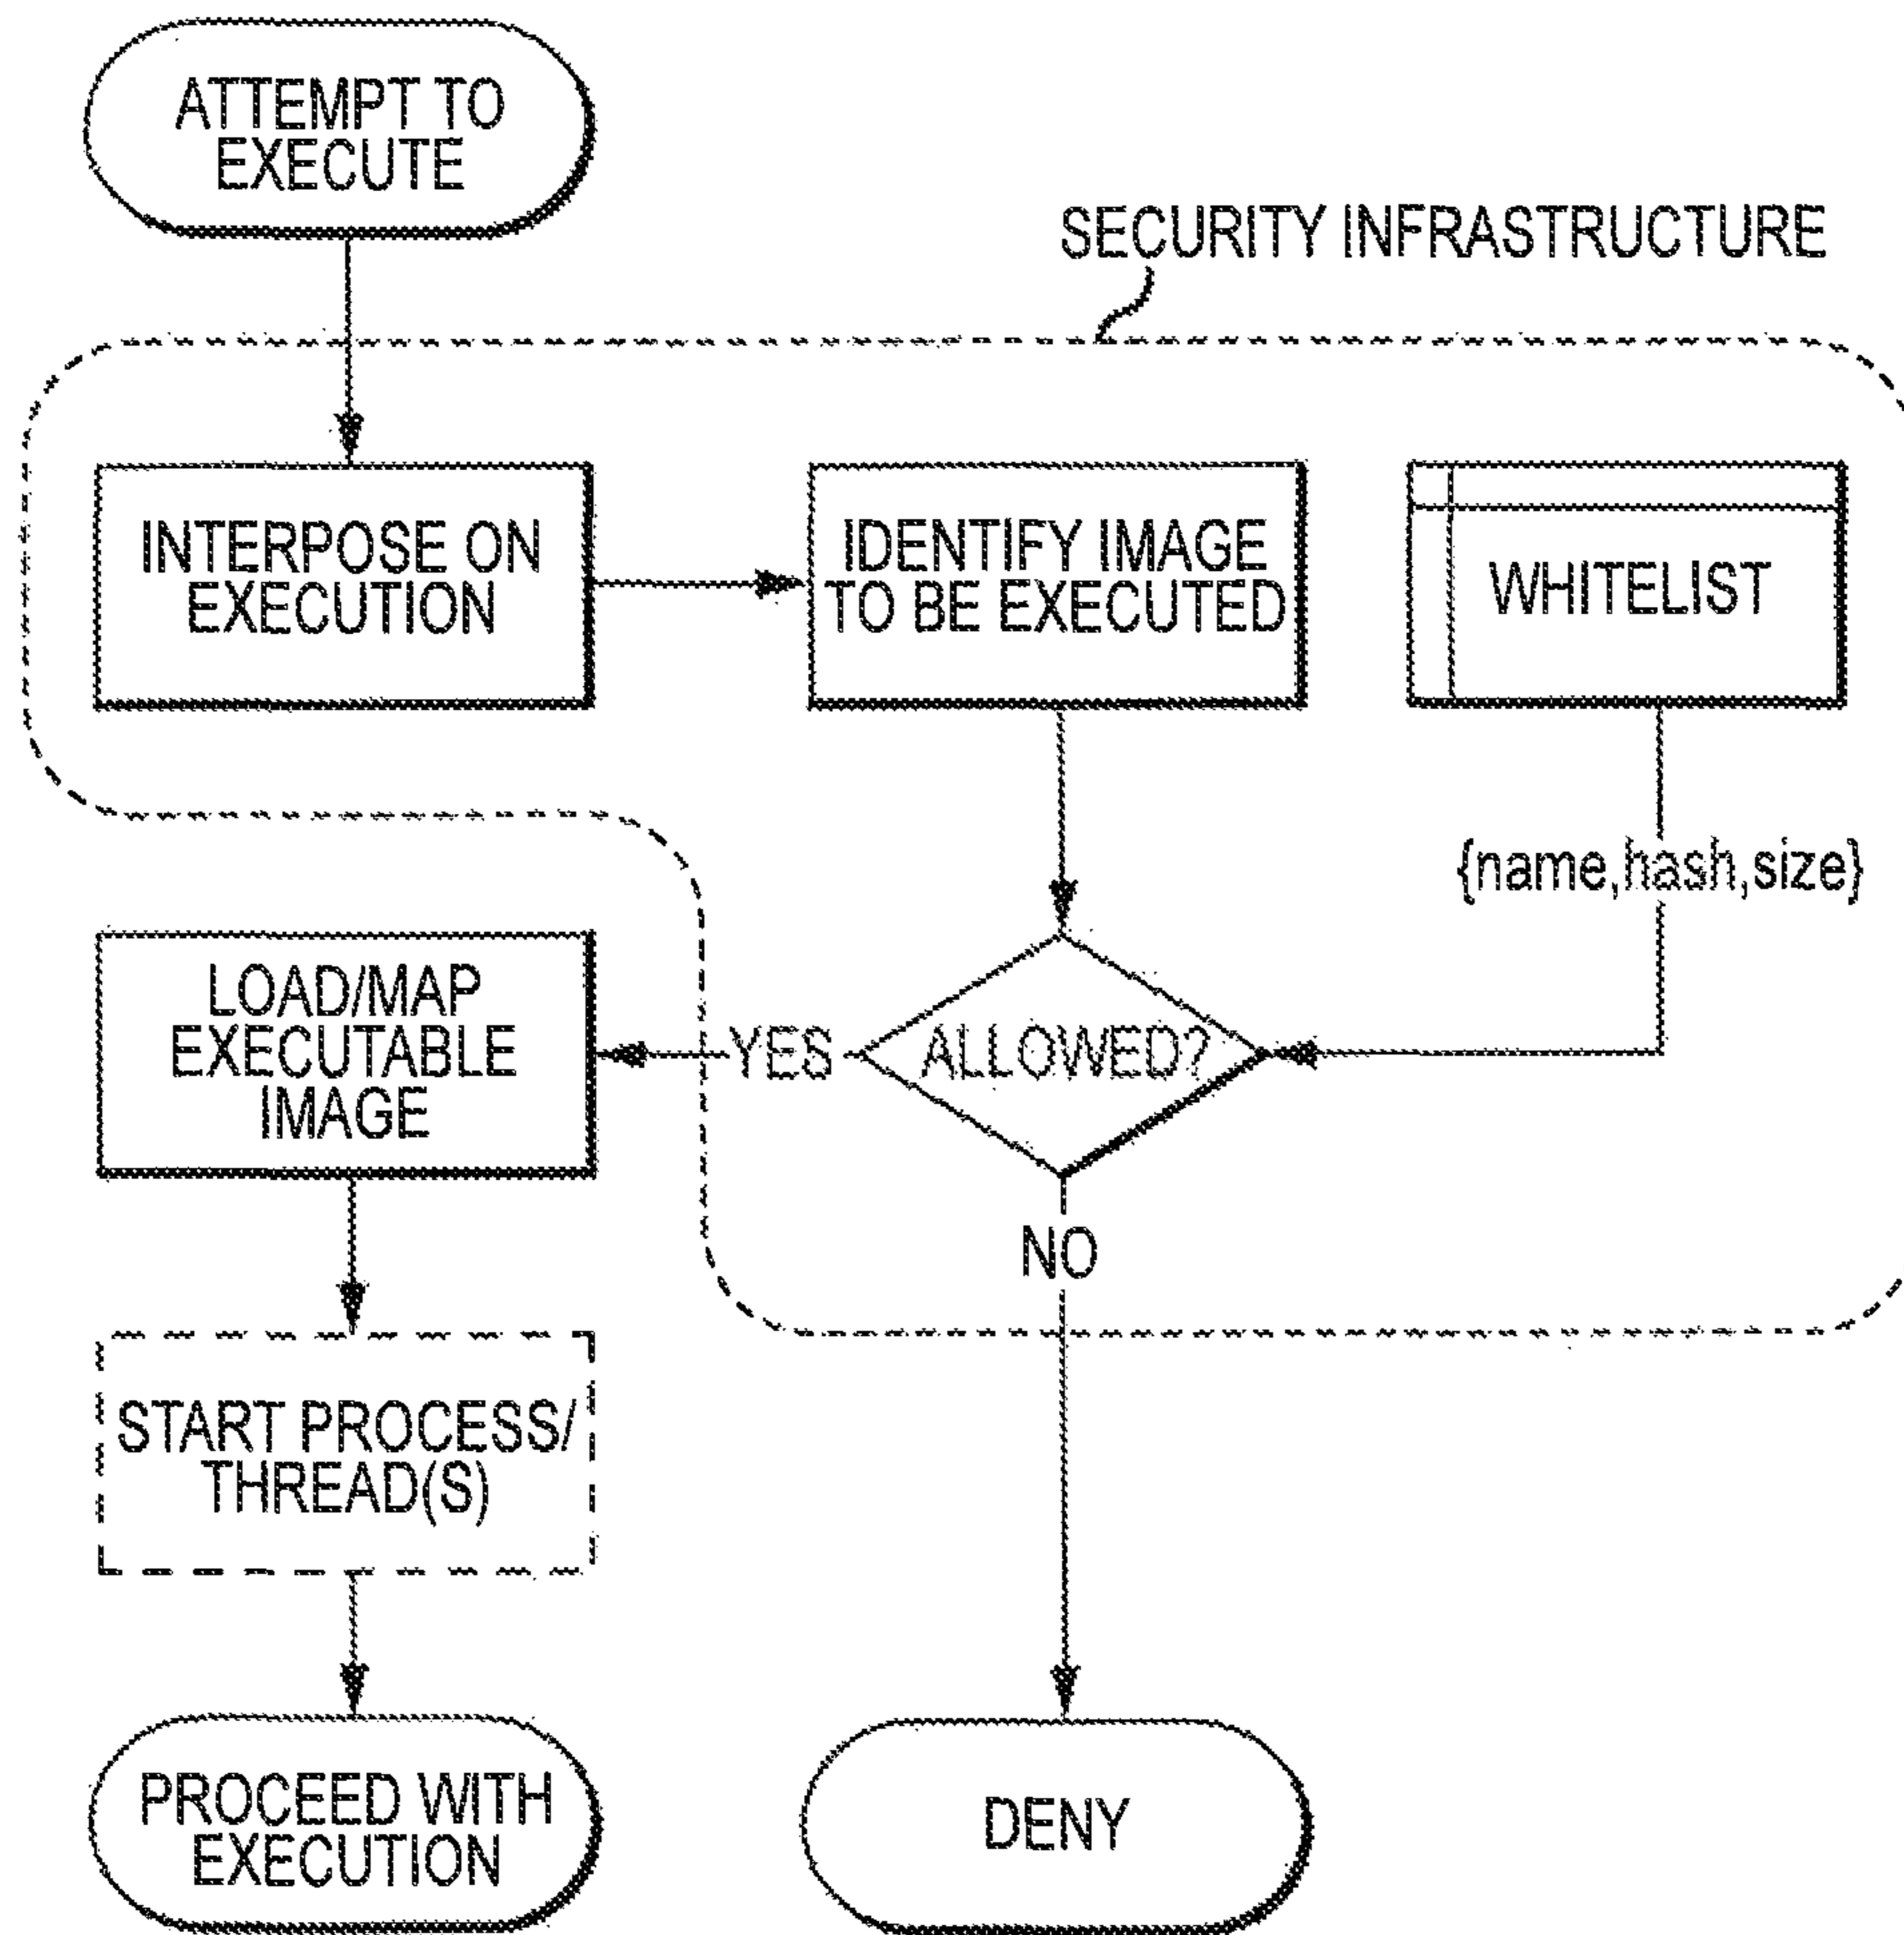 ATTEMPT TO
EXECUTE
SECURITY INFRASTRUCTURE
INTERPOSE ON
EXECUTION
IDENTIFY IMAGE
TO BE EXECUTED
WHITELIST
{name,hash,size}
LOAD/MAP
EXECUTABLE
IMAGE
YES
ALLOWED?
NO
START PROCESS/
THREAD(S)
PROCEED WITH
EXECUTION
DENY